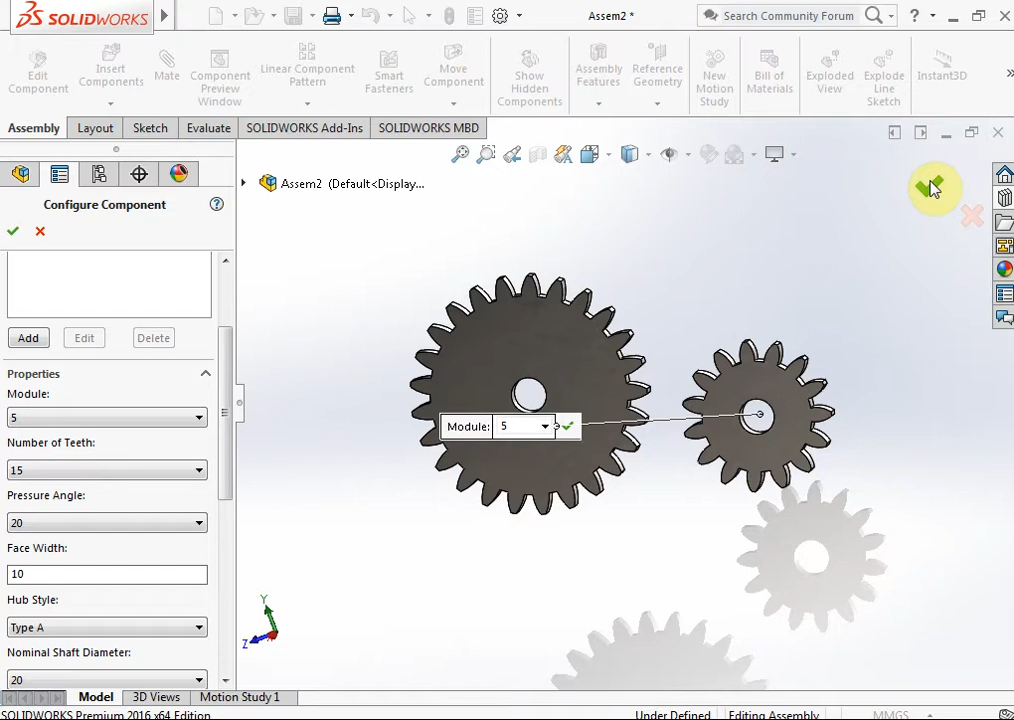 SOLIDWORKS
Assem2 *
Search Community Forum
?
Edit Component
Insert Components
Mate
Component Preview Window
Linear Component Pattern
Smart Fasteners
Move Component
Show Hidden Components
Assembly Features
Reference Geometry
New Motion Study
Bill of Materials
Exploded View
Explode Line Sketch
Instant3D
Assembly
Layout
Sketch
Evaluate
SOLIDWORKS Add-Ins
SOLIDWORKS MBD
Assem2 (Default<Display...
Configure Component
?
Add
Edit
Delete
Properties
Module:
5
Number of Teeth:
15
Pressure Angle:
20
Face Width:
10
Hub Style:
Type A
Nominal Shaft Diameter:
20
Module: 5
Y
Z
Model
3D Views
Motion Study 1
SOLIDWORKS Premium 2016 x64 Edition
Under Defined
Editing Assembly
MMGS